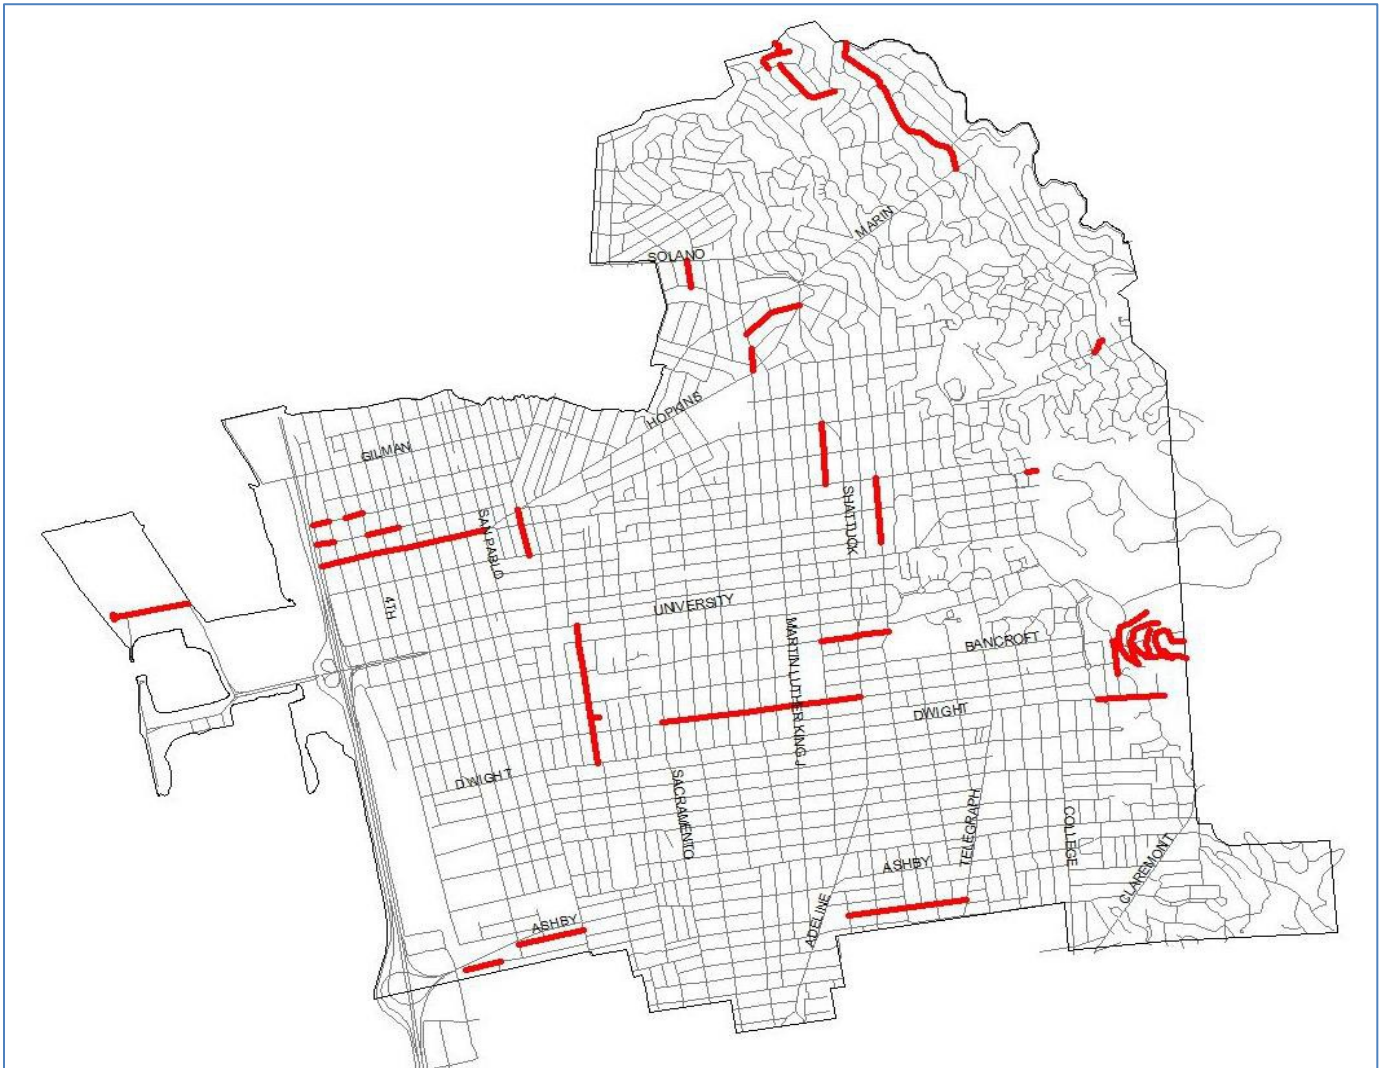 MARIN
SOLANO
HOPKINS
GILMAN
SHATTUCK
SAN PABLO
4TH
UNIVERSITY
MARTIN LUTHER KING J
BANCROFT
DWIGHT
DWIGHT
SACRAMENTO
TELEGRAPH
COLLEGE
CLAREMONT
ASHBY
ADELINE
ASHBY